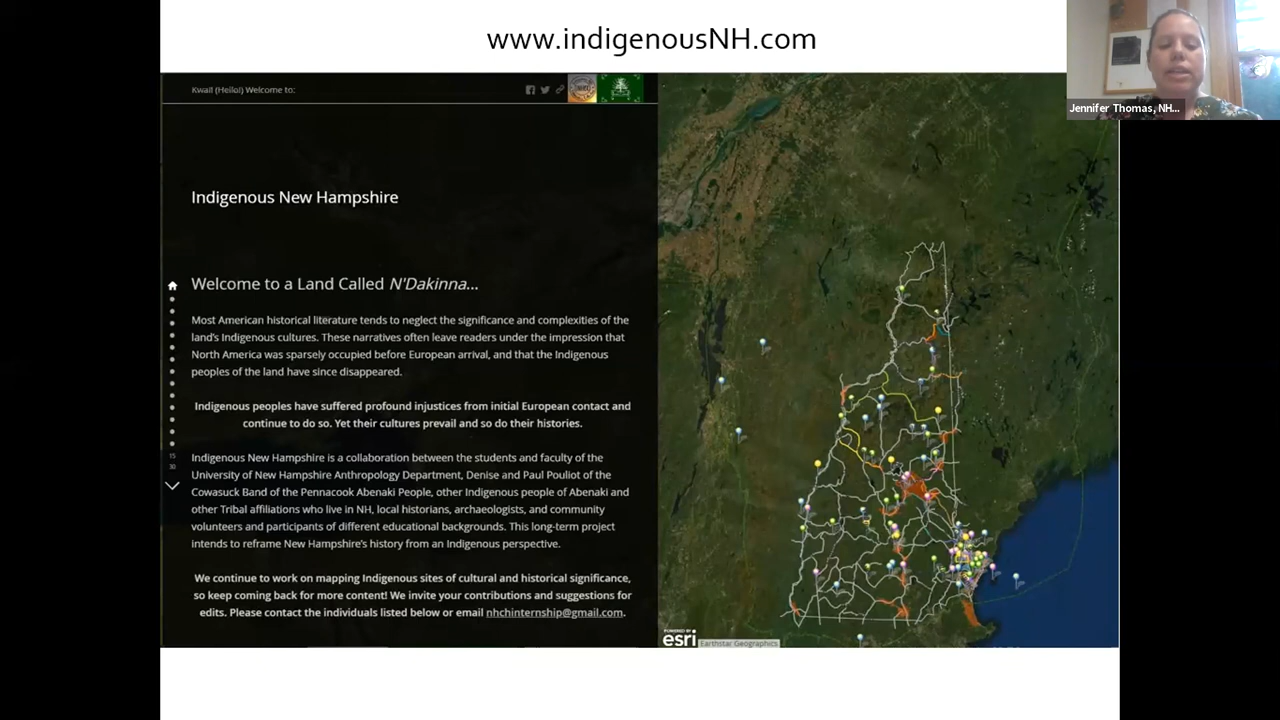 www.indigenousNH.com
Jennifer Thomas, NH...
Kwaiï (Hello) Welcome to:
Indigenous New Hampshire
Welcome to a Land Called N'Dakinna...
Most American historical literature tends to neglect the significance and complexities of the
land's Indigenous cultures. These narratives often leave readers under the impression that
North America was sparsely occupied before European arrival, and that the Indigenous
peoples of the land have since disappeared.
Indigenous peoples have suffered profound injustices from initial European contact and
continue to do so. Yet their cultures prevail and so do their histories.
Indigenous New Hampshire is a collaboration between the students and faculty of the
University of New Hampshire Anthropology Department, Denise and Paul Pouliot of the
Cowasuck Band of the Pennacook Abenaki People, other Indigenous people of Abenaki and
other Tribal affiliations who live in NH, local historians, archaeologists, and community
volunteers and participants of different educational backgrounds. This long-term project
intends to reframe New Hampshire's history from an Indigenous perspective.
We continue to work on mapping Indigenous sites of cultural and historical significance,
so keep coming back for more content! We invite your contributions and suggestions for
edits. Please contact the individuals listed below or email nhchinternship@gmail.com.
15
30
POWERED BY
esri
Earthstar Geographics